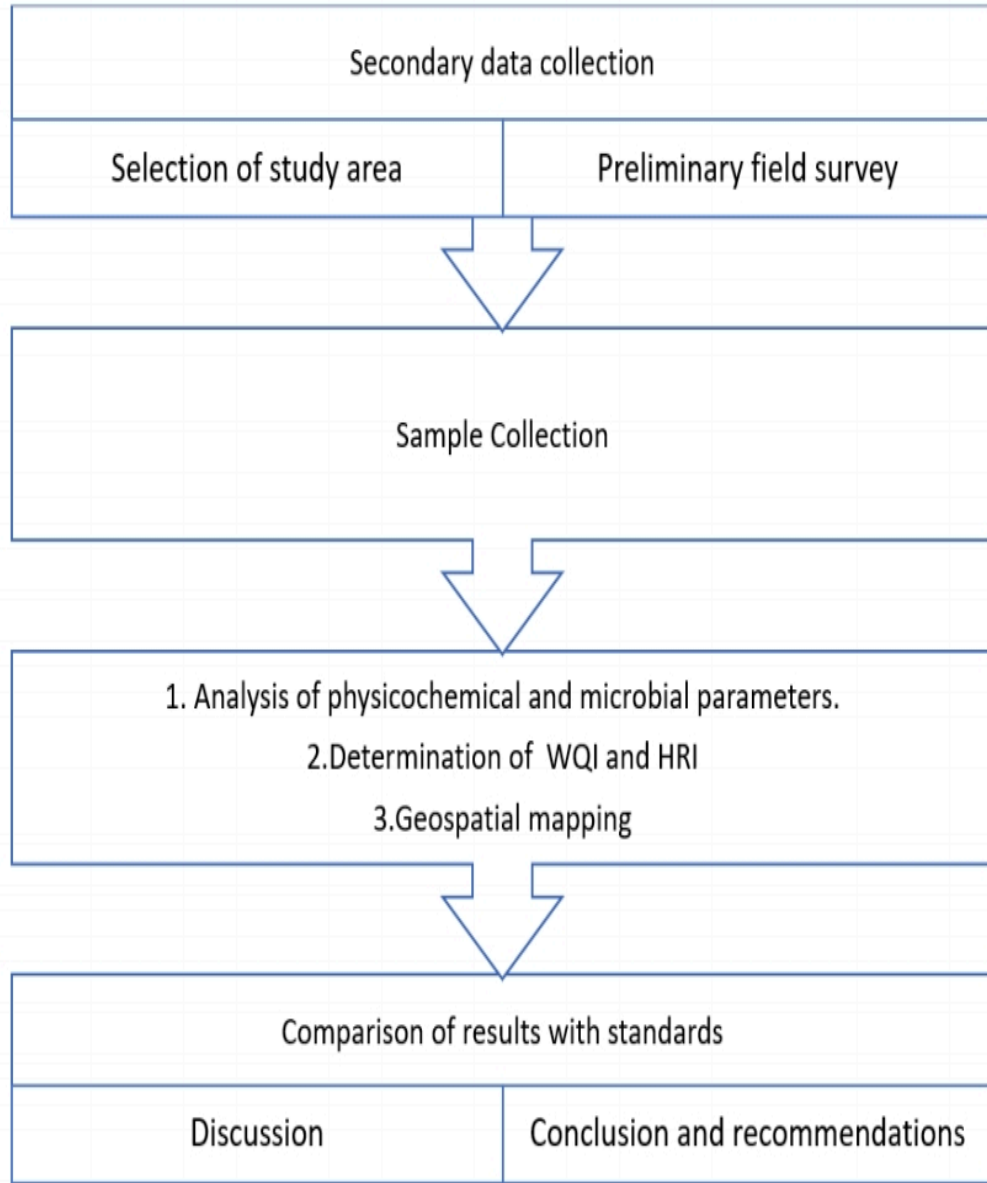 Secondary data collection
Selection of study area
Preliminary field survey
Sample Collection
1. Analysis of physicochemical and microbial parameters.
2.Determination of WQI and HRI
3.Geospatial mapping
Comparison of results with standards
Discussion
Conclusion and recommendations